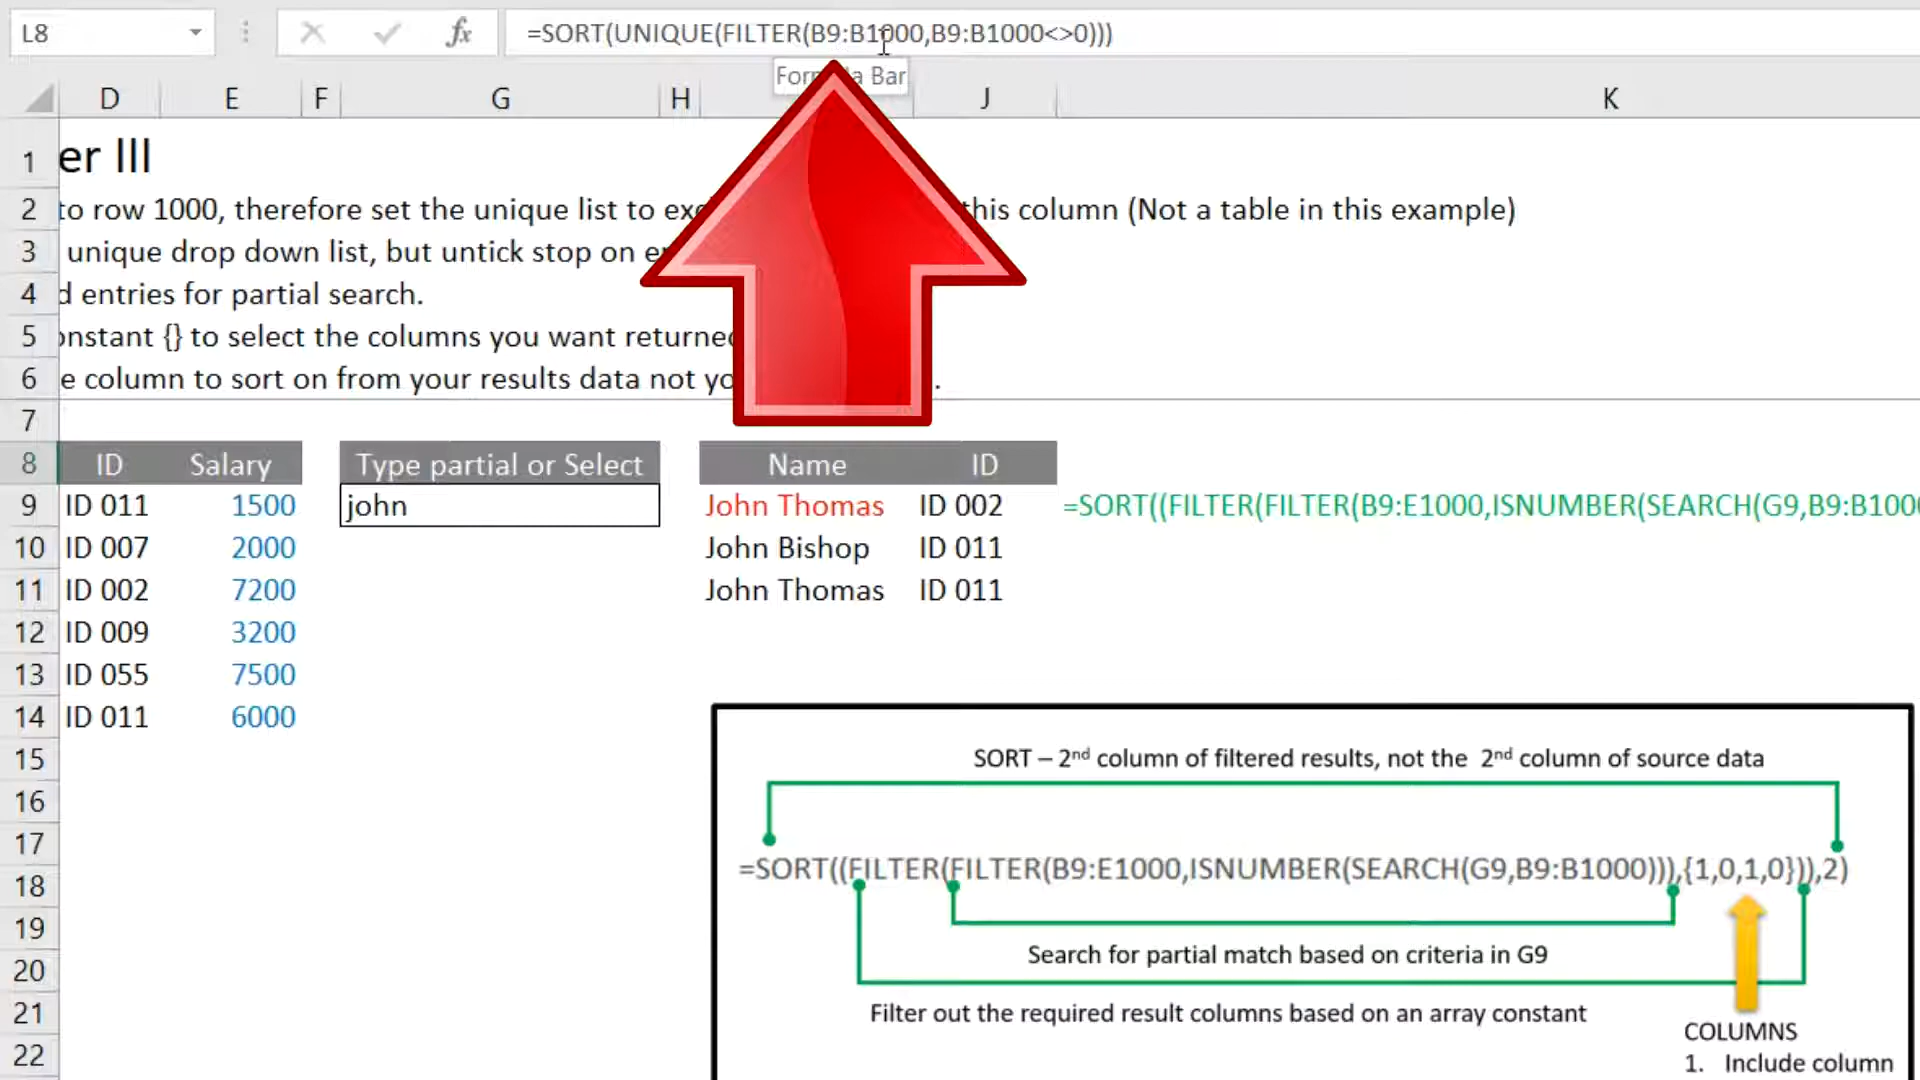 L8 fx =SORT(UNIQUE(FILTER(B9:B1000,B9:B1000<>0)))
Bar
D E F G H J K
1 er III
2 to row 1000, therefore set the unique list to this column (Not a table in this example)
3 unique drop down list, but untick stop on
4 d entries for partial search.
5 onstant {} to select the columns you want returned
6 e column to sort on from your results data not .
7
8 ID Salary Type partial or Select Name ID
9 ID 011 1500 john John Thomas ID 002 =SORT((FILTER(FILTER(B9:E1000,ISNUMBER(SEARCH(G9,B9:B1000
10 ID 007 2000 John Bishop ID 011
11 ID 002 7200 John Thomas ID 011
12 ID 009 3200
13 ID 055 7500
14 ID 011 6000
15
SORT – 2nd column of filtered results, not the 2nd column of source data
16
17
=SORT((FILTER(FILTER(B9:E1000,ISNUMBER(SEARCH(G9,B9:B1000))),{1,0,1,0})),2)
18
19
Search for partial match based on criteria in G9
20
21
Filter out the required result columns based on an array constant
COLUMNS
22
1. Include column